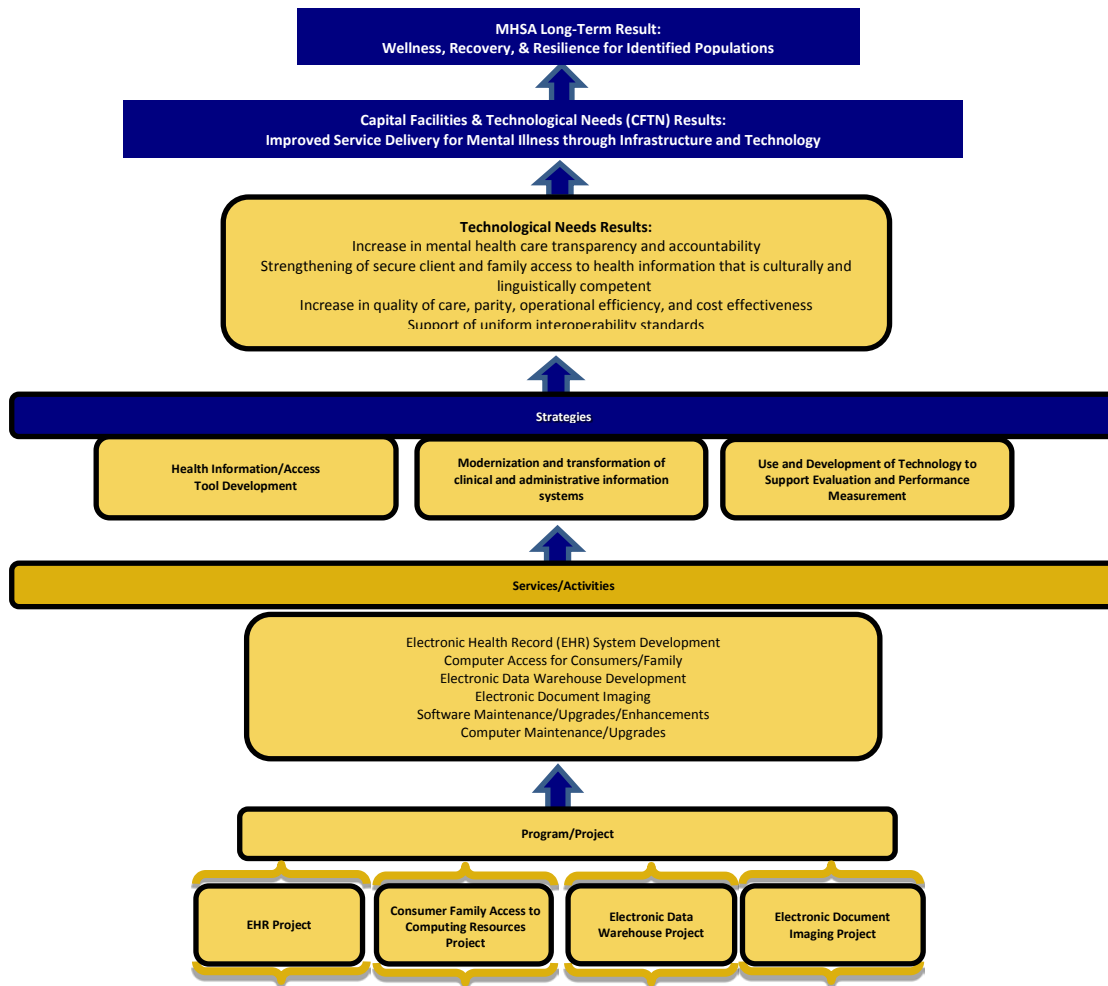 MHSA Long-Term Result:
Wellness, Recovery, & Resilience for Identified Populations
Capital Facilities & Technological Needs (CFTN) Results:
Improved Service Delivery for Mental Illness through Infrastructure and Technology
Technological Needs Results:
Increase in mental health care transparency and accountability
Strengthening of secure client and family access to health information that is culturally and
linguistically competent
Increase in quality of care, parity, operational efficiency, and cost effectiveness
Support of uniform interoperability standards
Strategies
Health Information/Access
Tool Development
Modernization and transformation of
clinical and administrative information
systems
Use and Development of Technology to
Support Evaluation and Performance
Measurement
Services/Activities
Electronic Health Record (EHR) System Development
Computer Access for Consumers/Family
Electronic Data Warehouse Development
Electronic Document Imaging
Software Maintenance/Upgrades/Enhancements
Computer Maintenance/Upgrades
Program/Project
EHR Project
Consumer Family Access to
Computing Resources
Project
Electronic Data
Warehouse Project
Electronic Document
Imaging Project